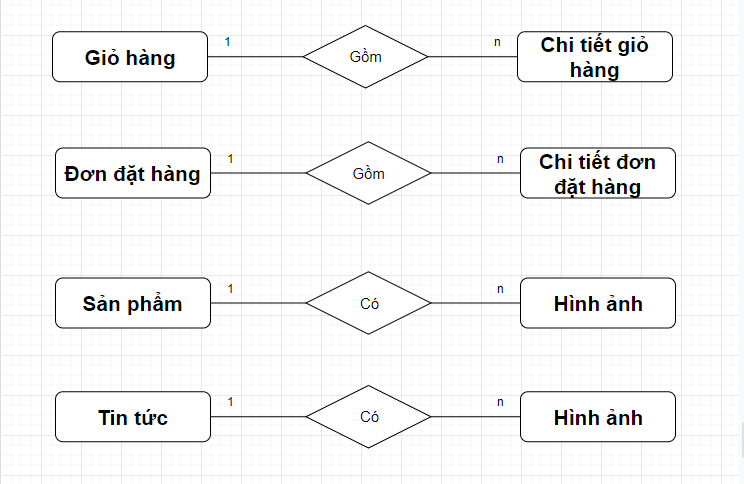 Giỏ hàng 1 Gồm n Chi tiết giỏ
hàng
Đơn đặt hàng 1 Gồm n Chi tiết đơn
đặt hàng
Sản phẩm 1 Có n Hình ảnh
Tin tức 1 Có n Hình ảnh